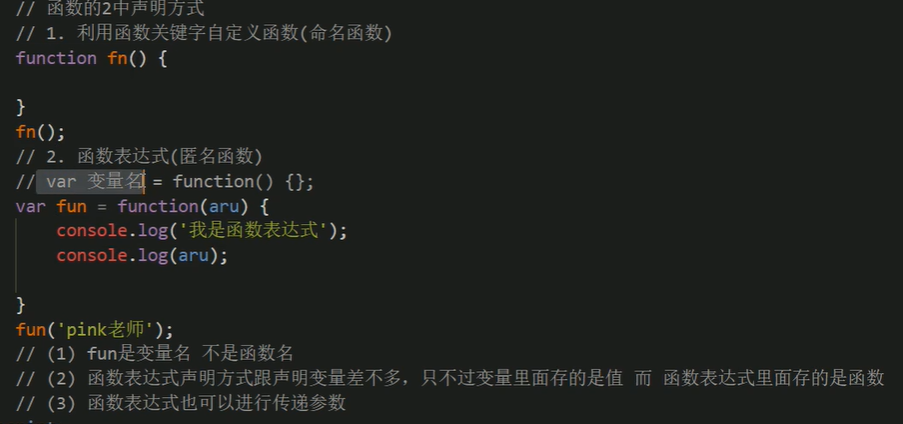 // 函数的2中声明方式
// 1. 利用函数关键字自定义函数(命名函数)
function fn() {
}
fn();
// 2. 函数表达式(匿名函数)
// var 变量名 = function() {};
var fun = function(aru) {
console.log('我是函数表达式');
console.log(aru);
}
fun('pink老师');
// (1) fun是变量名 不是函数名
// (2) 函数表达式声明方式跟声明变量差不多，只不过变量里面存的是值 而 函数表达式里面存的是函数
// (3) 函数表达式也可以进行传递参数